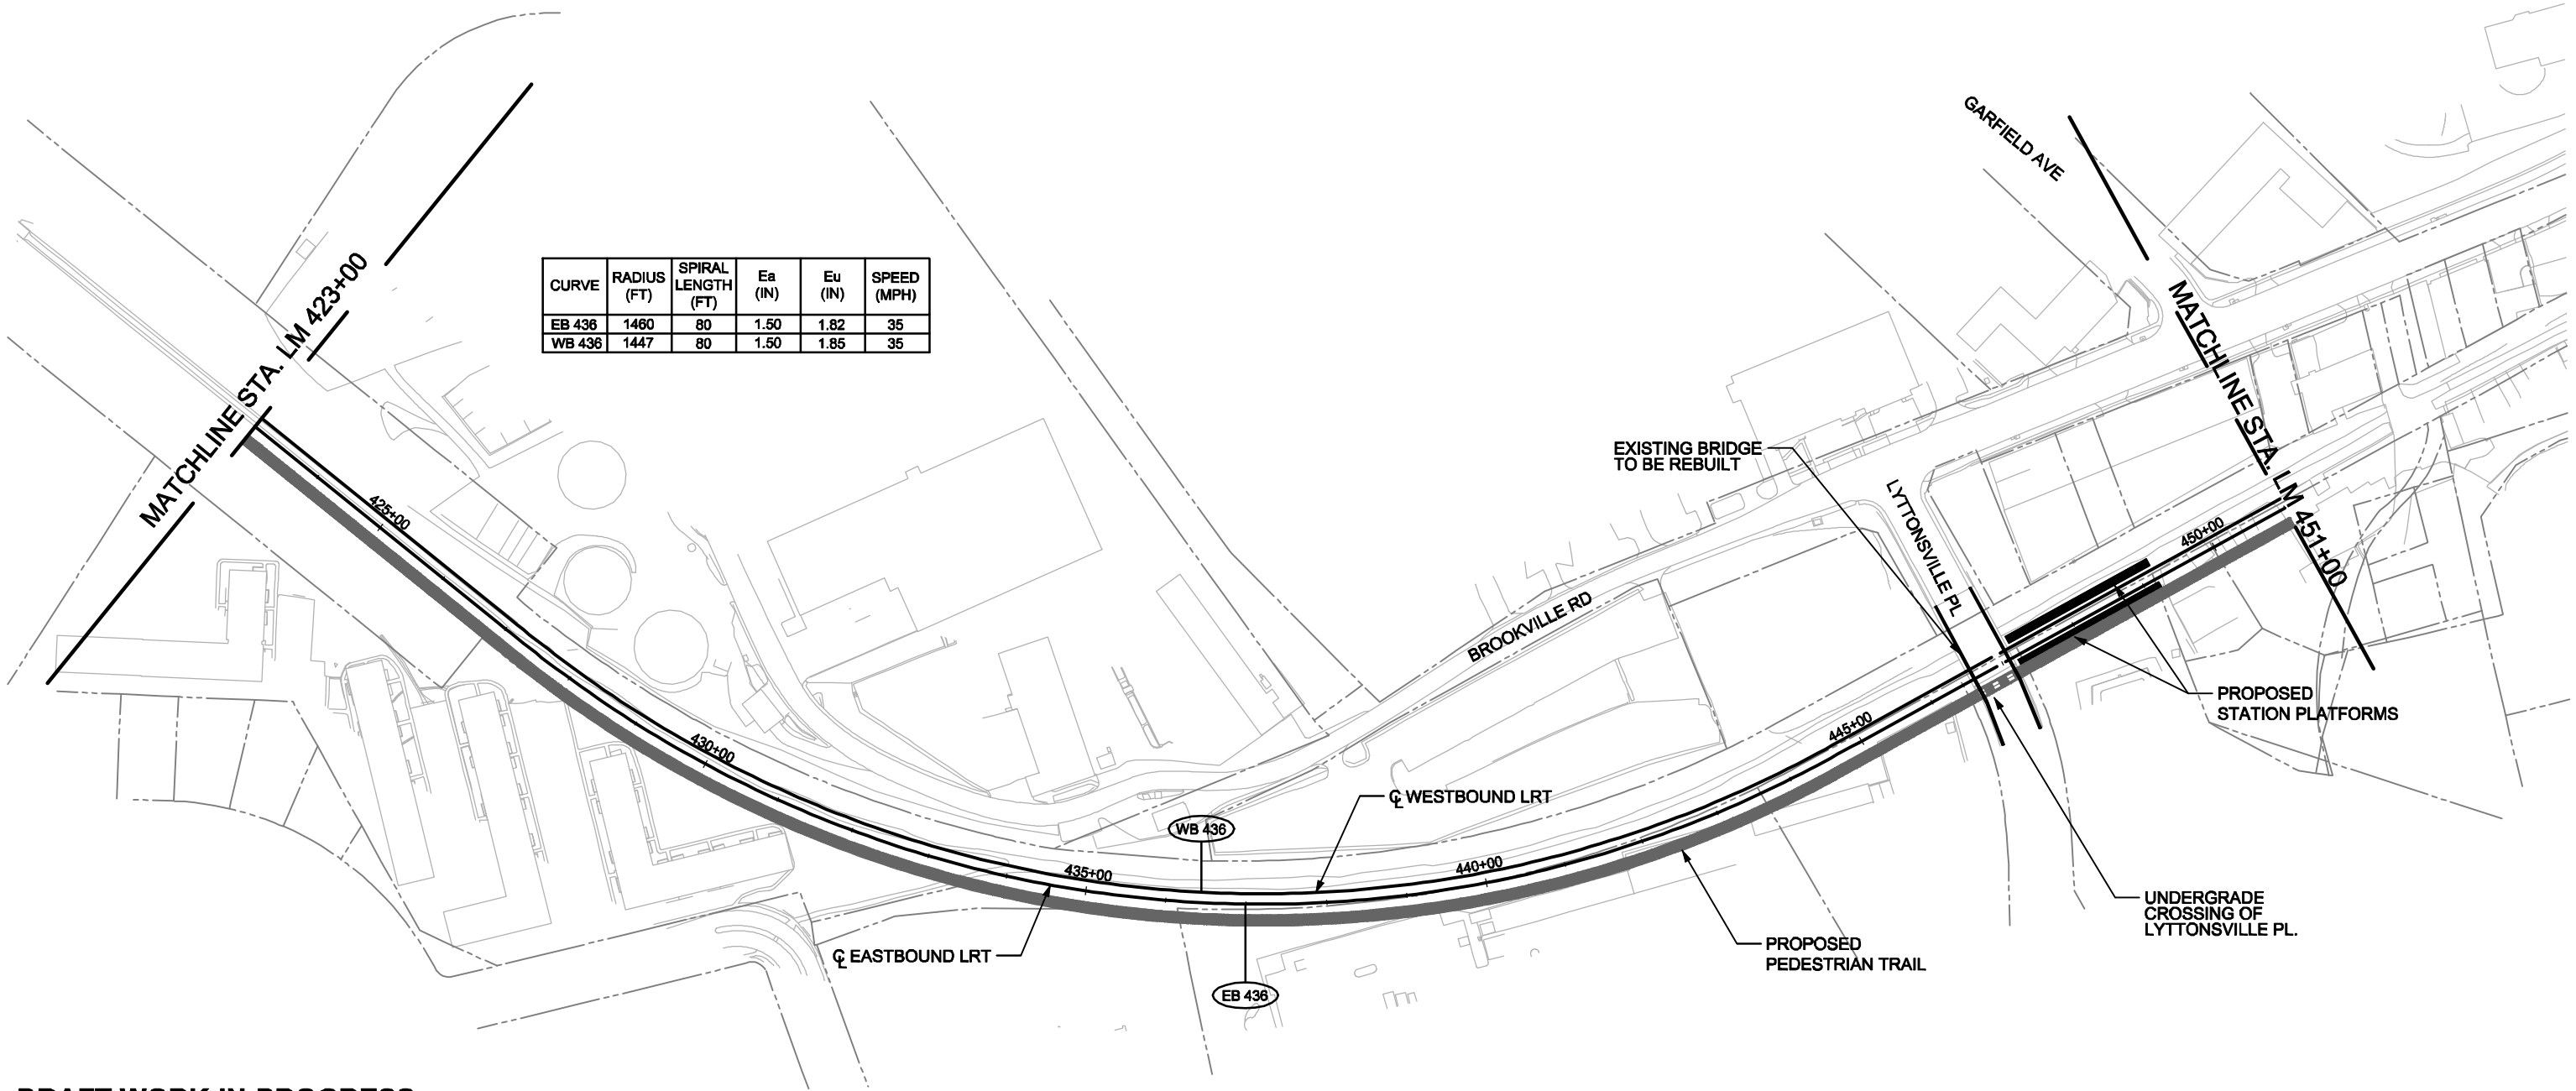 GARFIELD AVE
MATCHLINE STA. LM 423+00
CURVE RADIUS (FT) SPIRAL LENGTH (FT) Ea (IN) Eu (IN) SPEED (MPH)
EB 436 1460 80 1.50 1.82 35
WB 436 1447 80 1.50 1.85 35
MATCHLINE STA. LM 451+00
EXISTING BRIDGE
TO BE REBUILT
LYTTONSVILLE PL
425+00
450+00
BROOKVILLE RD
PROPOSED
STATION PLATFORMS
430+00
445+00
℄ WESTBOUND LRT
WB 436
435+00
440+00
UNDERGRADE
CROSSING OF
LYTTONSVILLE PL.
℄ EASTBOUND LRT
PROPOSED
PEDESTRIAN TRAIL
EB 436
DRAFT WORK IN PROGRESS